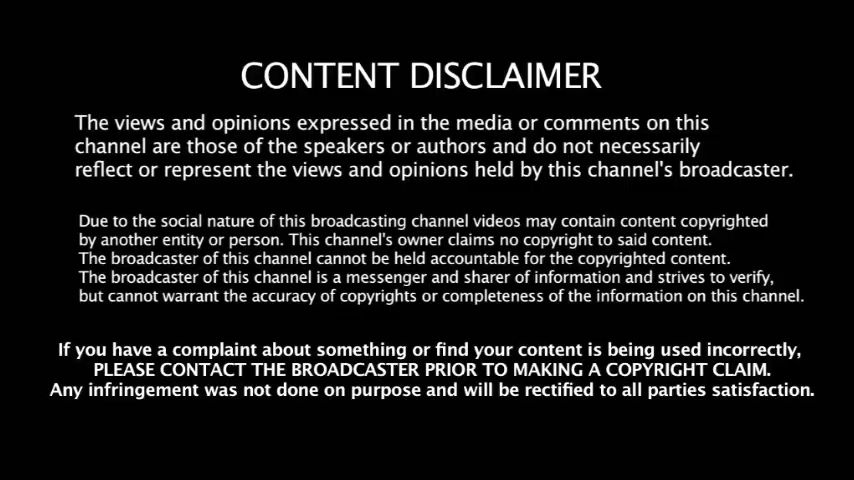 CONTENT DISCLAIMER
The views and opinions expressed in the media or comments on this
channel are those of the speakers or authors and do not necessarily
reflect or represent the views and opinions held by this channel's broadcaster.
Due to the social nature of this broadcasting channel videos may contain content copyrighted
by another entity or person. This channel's owner claims no copyright to said content.
The broadcaster of this channel cannot be held accountable for the copyrighted content.
The broadcaster of this channel is a messenger and sharer of information and strives to verify,
but cannot warrant the accuracy of copyrights or completeness of the information on this channel.
If you have a complaint about something or find your content is being used incorrectly,
PLEASE CONTACT THE BROADCASTER PRIOR TO MAKING A COPYRIGHT CLAIM.
Any infringement was not done on purpose and will be rectified to all parties satisfaction.